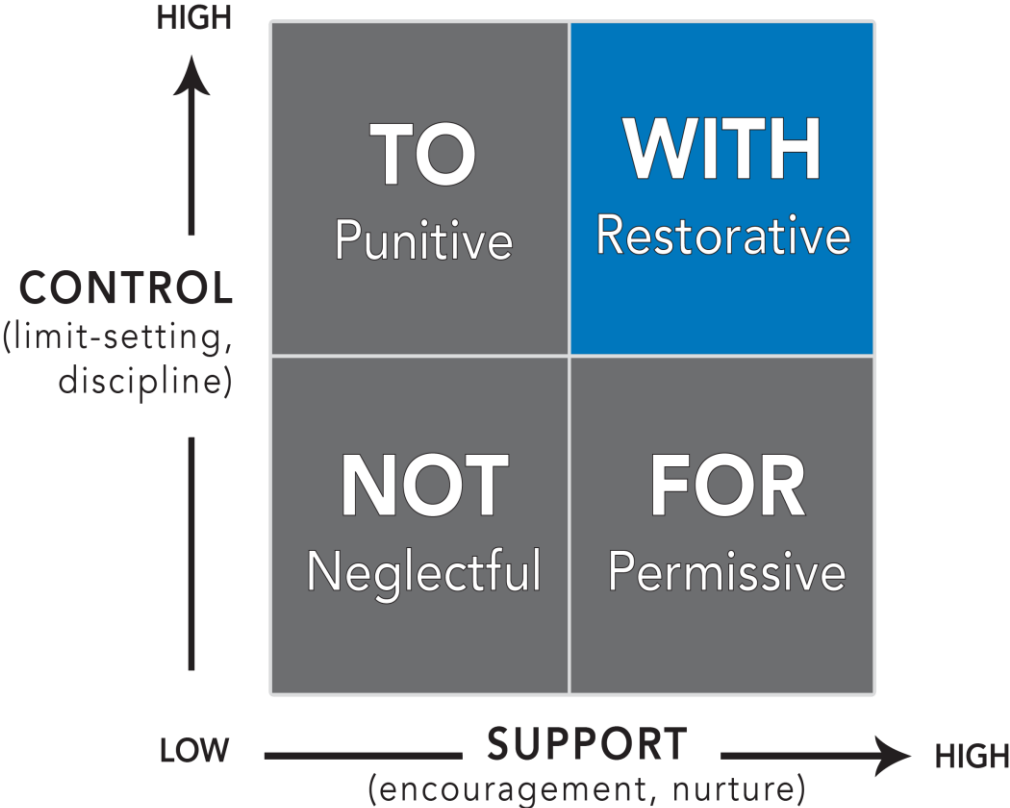 HIGH
TO
Punitive
WITH
Restorative
CONTROL
(limit-setting,
discipline)
NOT
Neglectful
FOR
Permissive
LOW
SUPPORT
(encouragement, nurture)
HIGH